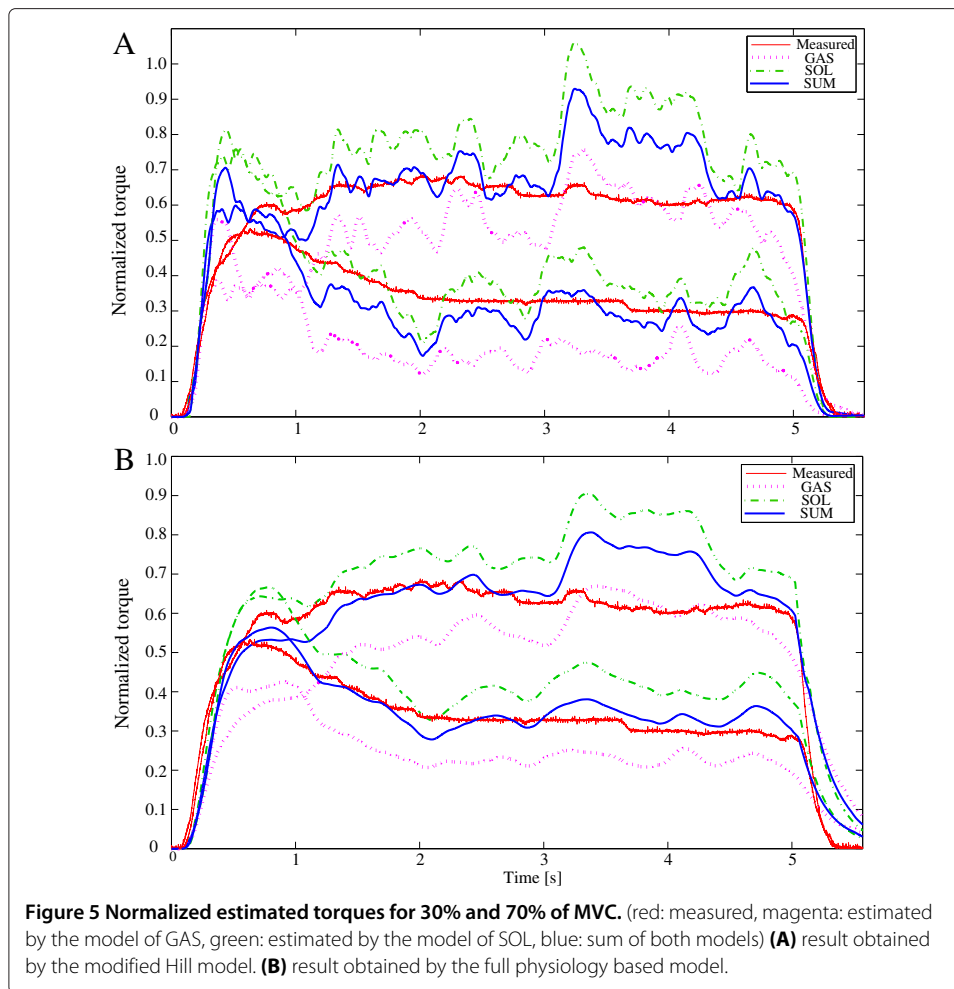 A
1.0
0.9
0.8
0.7
0.6
0.5
0.4
0.3
0.2
0.1
0
Normalized torque
Measured
GAS
SOL
SUM
0 1 2 3 4 5
B
1.0
0.9
0.8
0.7
0.6
0.5
0.4
0.3
0.2
0.1
0
Normalized torque
Measured
GAS
SOL
SUM
0 1 2 3 4 5
Time [s]
Figure 5 Normalized estimated torques for 30% and 70% of MVC. (red: measured, magenta: estimated
by the model of GAS, green: estimated by the model of SOL, blue: sum of both models) (A) result obtained
by the modified Hill model. (B) result obtained by the full physiology based model.